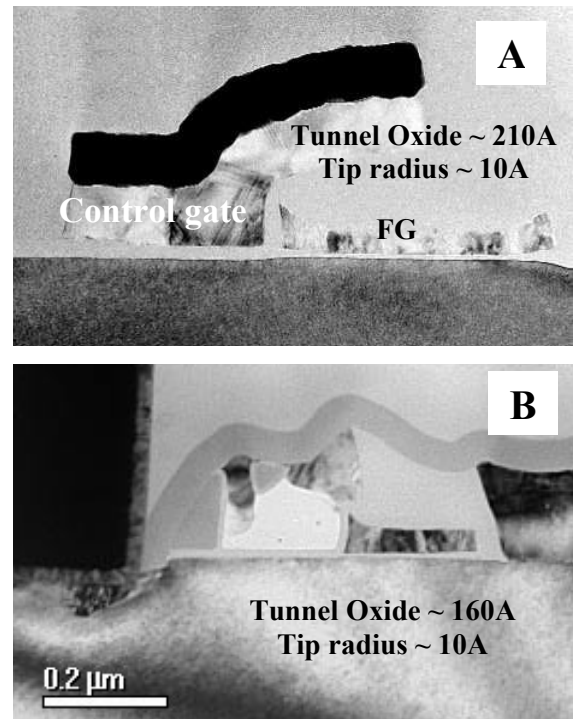 A
Tunnel Oxide ~ 210A
Tip radius ~ 10A
Control gate
FG
B
Tunnel Oxide ~ 160A
Tip radius ~ 10A
0.2 µm